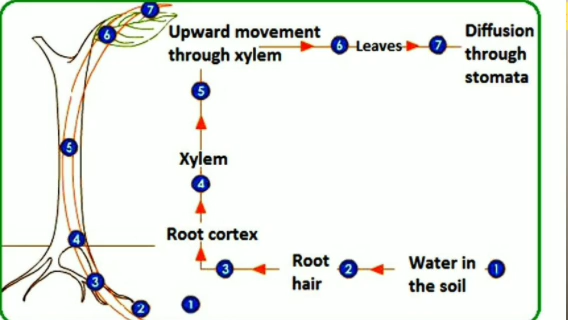 7
6
5
4
3
2
1
Upward movement
through xylem
6
Leaves
7
Diffusion
through
stomata
5
Xylem
4
Root cortex
3
Root
hair
2
Water in
the soil
1